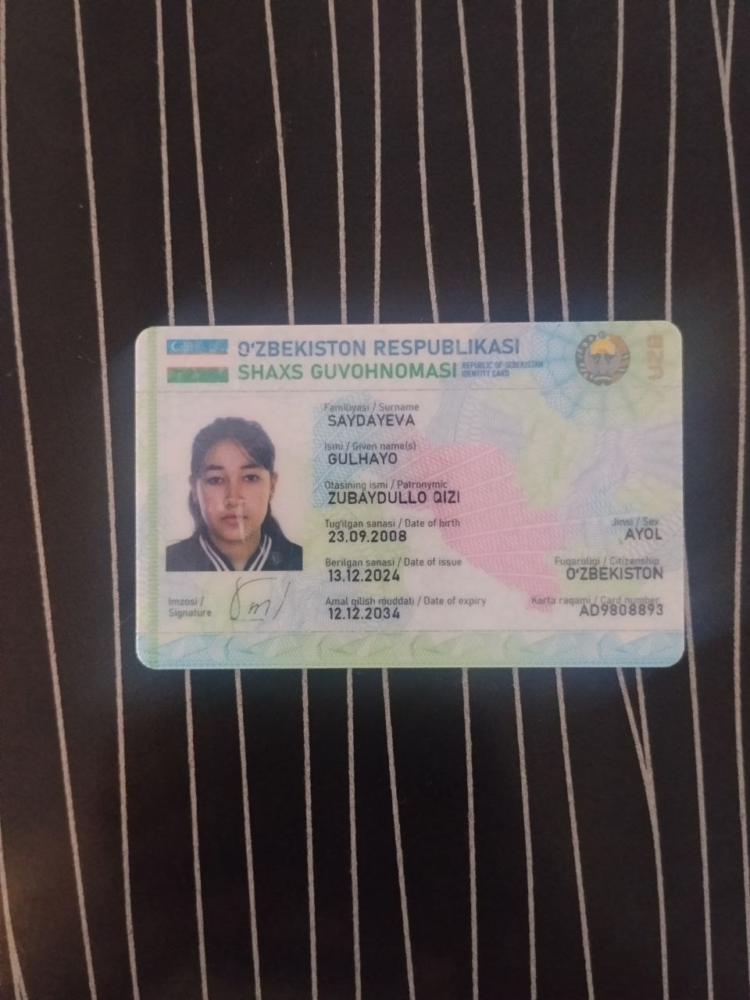 O'ZBEKISTON RESPUBLIKASI
SHAXS GUVOHNOMASI REPUBLIC OF UZBEKISTAN IDENTITY CARD
UZB
Familiyasi / Surname
SAYDAYEVA
Ismi / Given name(s)
GULHAYO
Otasining ismi / Patronymic
ZUBAYDULLO QIZI
Tug'ilgan sanasi / Date of birth
23.09.2008
Jinsi / Sex
AYOL
Berilgan sanasi / Date of issue
13.12.2024
Fuqaroligi / Citizenship
O'ZBEKISTON
Imzosi /
Signature
Amal qilish muddati / Date of expiry
12.12.2034
Karta raqami / Card number
AD9808893